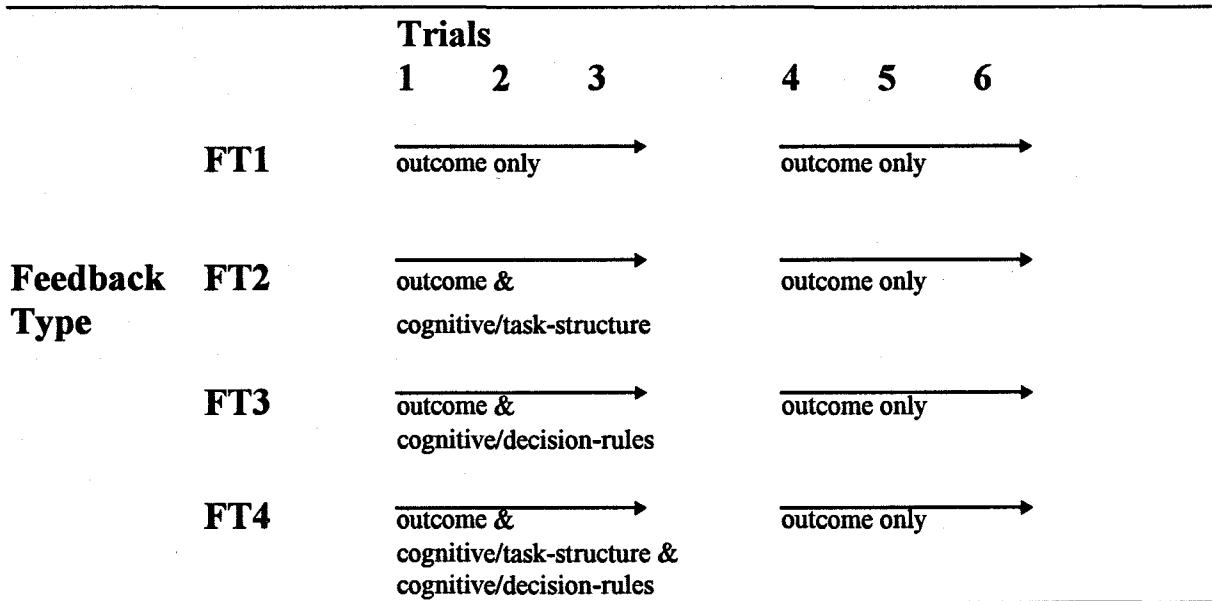 Trials
1 2 3 4 5 6
FT1 outcome only outcome only
Feedback FT2 outcome & outcome only
Type cognitive/task-structure
FT3 outcome & outcome only
cognitive/decision-rules
FT4 outcome & outcome only
cognitive/task-structure &
cognitive/decision-rules